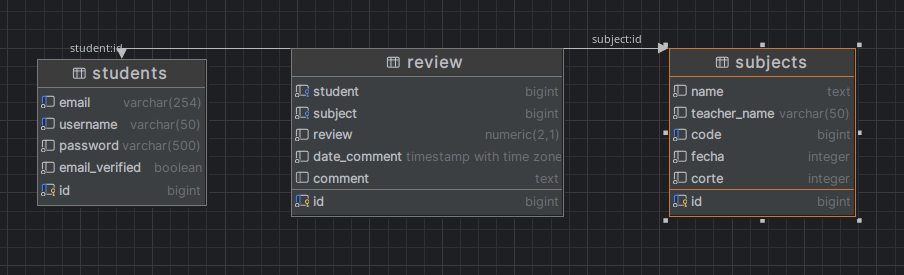 student:id
subject:id
students
email varchar(254)
username varchar(50)
password varchar(500)
email_verified boolean
id bigint
review
student bigint
subject bigint
review numeric(2,1)
date_comment timestamp with time zone
comment text
id bigint
subjects
name text
teacher_name varchar(50)
code bigint
fecha integer
corte integer
id bigint